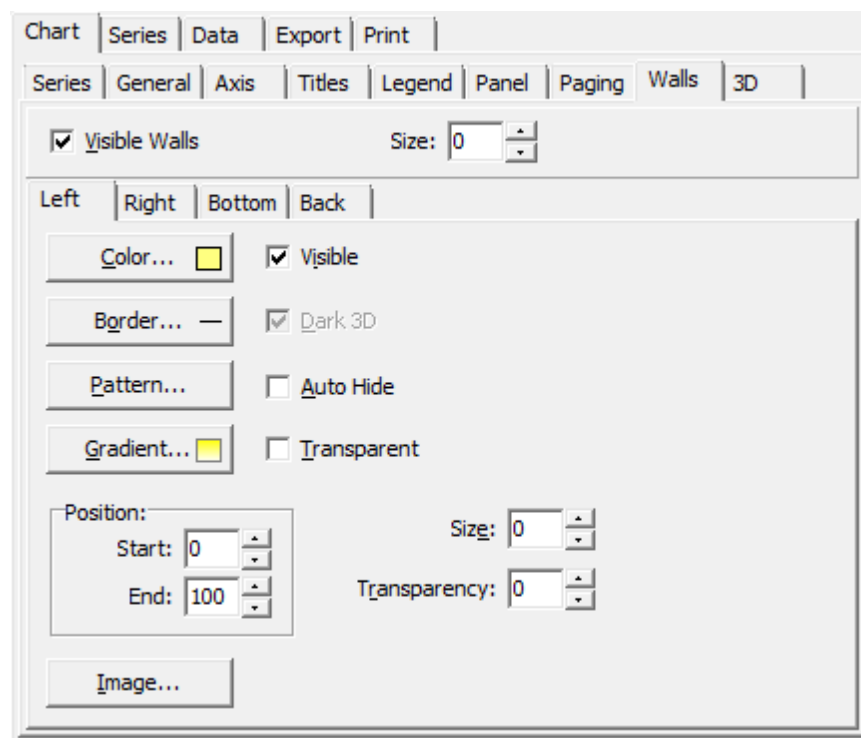 Chart Series Data Export Print
Series General Axis Titles Legend Panel Paging Walls 3D
Visible Walls Size: 0
Left Right Bottom Back
Color... Visible
Border... Dark 3D
Pattern... Auto Hide
Gradient... Transparent
Position:
Start: 0 Size: 0
End: 100 Transparency: 0
Image...